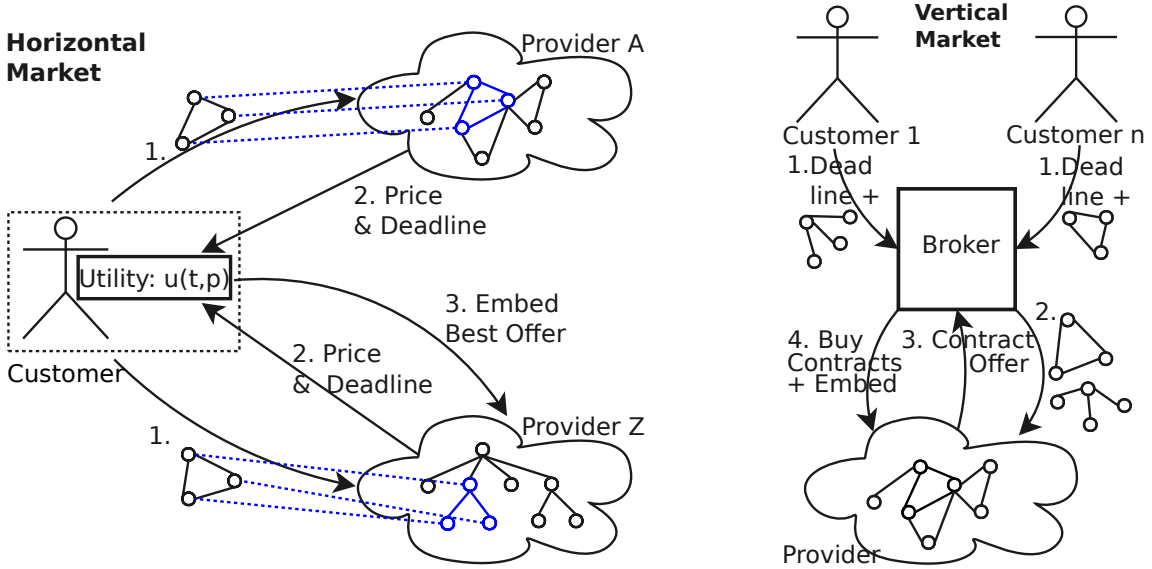 Horizontal
Market
Provider A
1.
2. Price
& Deadline
Utility: u(t,p)
3. Embed
Best Offer
2. Price
& Deadline
Customer
1.
Provider Z
Vertical
Market
Customer 1
Customer n
1.Dead
line +
1.Dead
line +
Broker
2.
4. Buy
Contracts
+ Embed
3. Contract
Offer
Provider